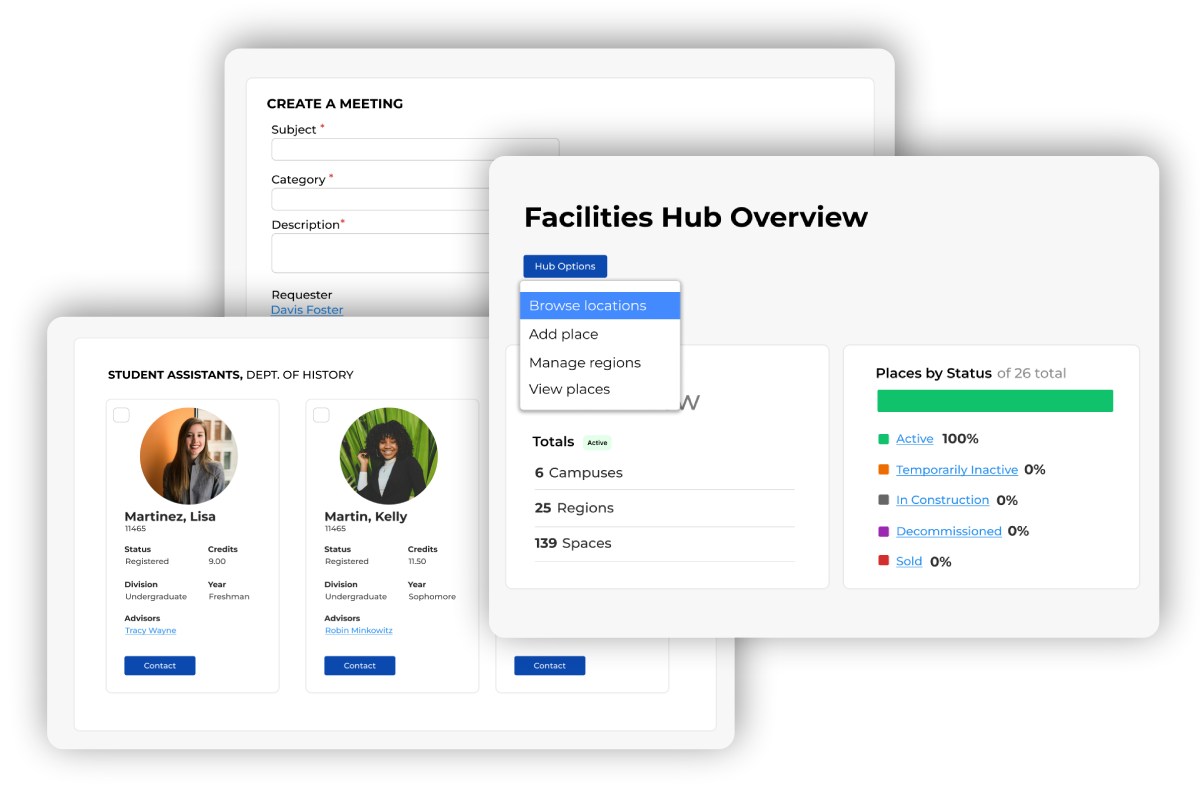 CREATE A MEETING
Subject *
Category *
Description*
Requester
Davis Foster
Facilities Hub Overview
Hub Options
Browse locations
Add place
Manage regions
View places
Totals Active
6 Campuses
25 Regions
139 Spaces
Places by Status of 26 total
Active 100%
Temporarily Inactive 0%
In Construction 0%
Decommissioned 0%
Sold 0%
STUDENT ASSISTANTS, DEPT. OF HISTORY
Martinez, Lisa
11465
Status Credits
Registered 9.00
Division Year
Undergraduate Freshman
Advisors
Tracy Wayne
Contact
Martin, Kelly
11465
Status Credits
Registered 11.50
Division Year
Undergraduate Sophomore
Advisors
Robin Minkowitz
Contact
Contact